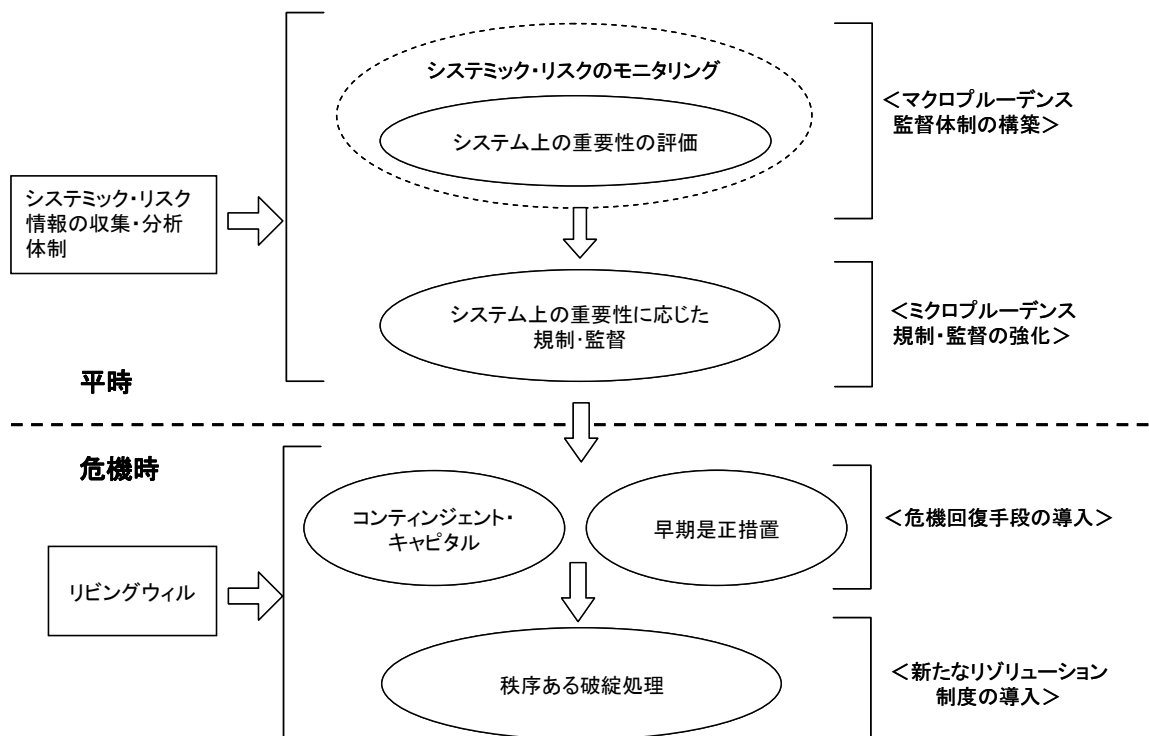 システミック・リスクのモニタリング
システム上の重要性の評価
＜マクロプルーデンス
監督体制の構築＞
システミック・リスク
情報の収集・分析
体制
システム上の重要性に応じた
規制・監督
＜ミクロプルーデンス
規制・監督の強化＞
平時
危機時
コンティンジェント・
キャピタル
早期是正措置
＜危機回復手段の導入＞
リビングウィル
秩序ある破綻処理
＜新たなリゾリューション
制度の導入＞